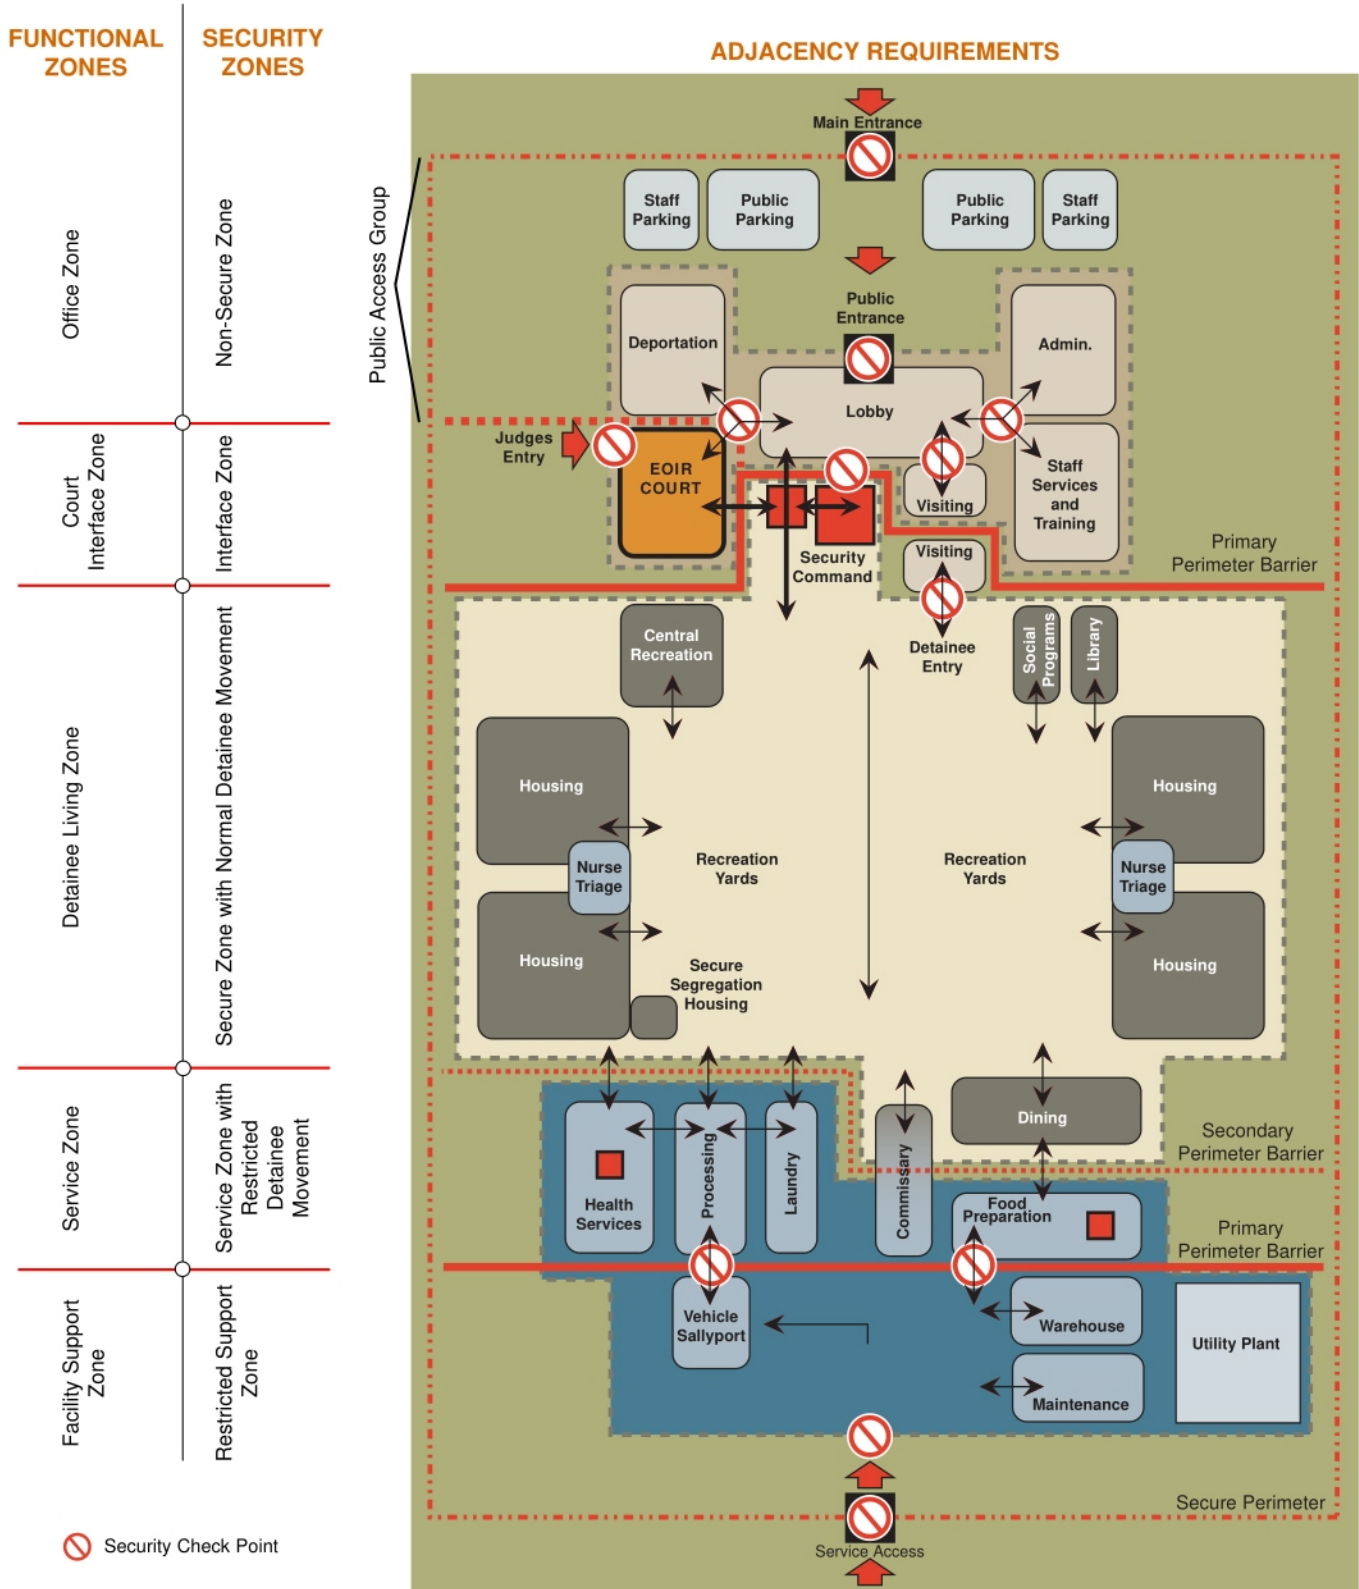 FUNCTIONAL
ZONES
SECURITY
ZONES
ADJACENCY REQUIREMENTS
Main Entrance
Staff
Parking
Public
Parking
Public
Parking
Staff
Parking
Public Access Group
Office Zone
Non-Secure Zone
Public
Entrance
Deportation
Admin.
Lobby
Judges
Entry
EOIR
COURT
Court
Interface Zone
Interface Zone
Staff
Services
and
Training
Visiting
Visiting
Security
Command
Primary
Perimeter Barrier
Central
Recreation
Detainee
Entry
Social
Programs
Library
Detainee Living Zone
Secure Zone with Normal Detainee Movement
Housing
Housing
Nurse
Triage
Recreation
Yards
Recreation
Yards
Nurse
Triage
Housing
Housing
Secure
Segregation
Housing
Service Zone
Service Zone with
Restricted
Detainee
Movement
Dining
Secondary
Perimeter Barrier
Health
Services
Processing
Laundry
Commissary
Food
Preparation
Primary
Perimeter Barrier
Facility Support
Zone
Restricted Support
Zone
Vehicle
Sallyport
Warehouse
Utility Plant
Maintenance
Secure Perimeter
Security Check Point
Service Access